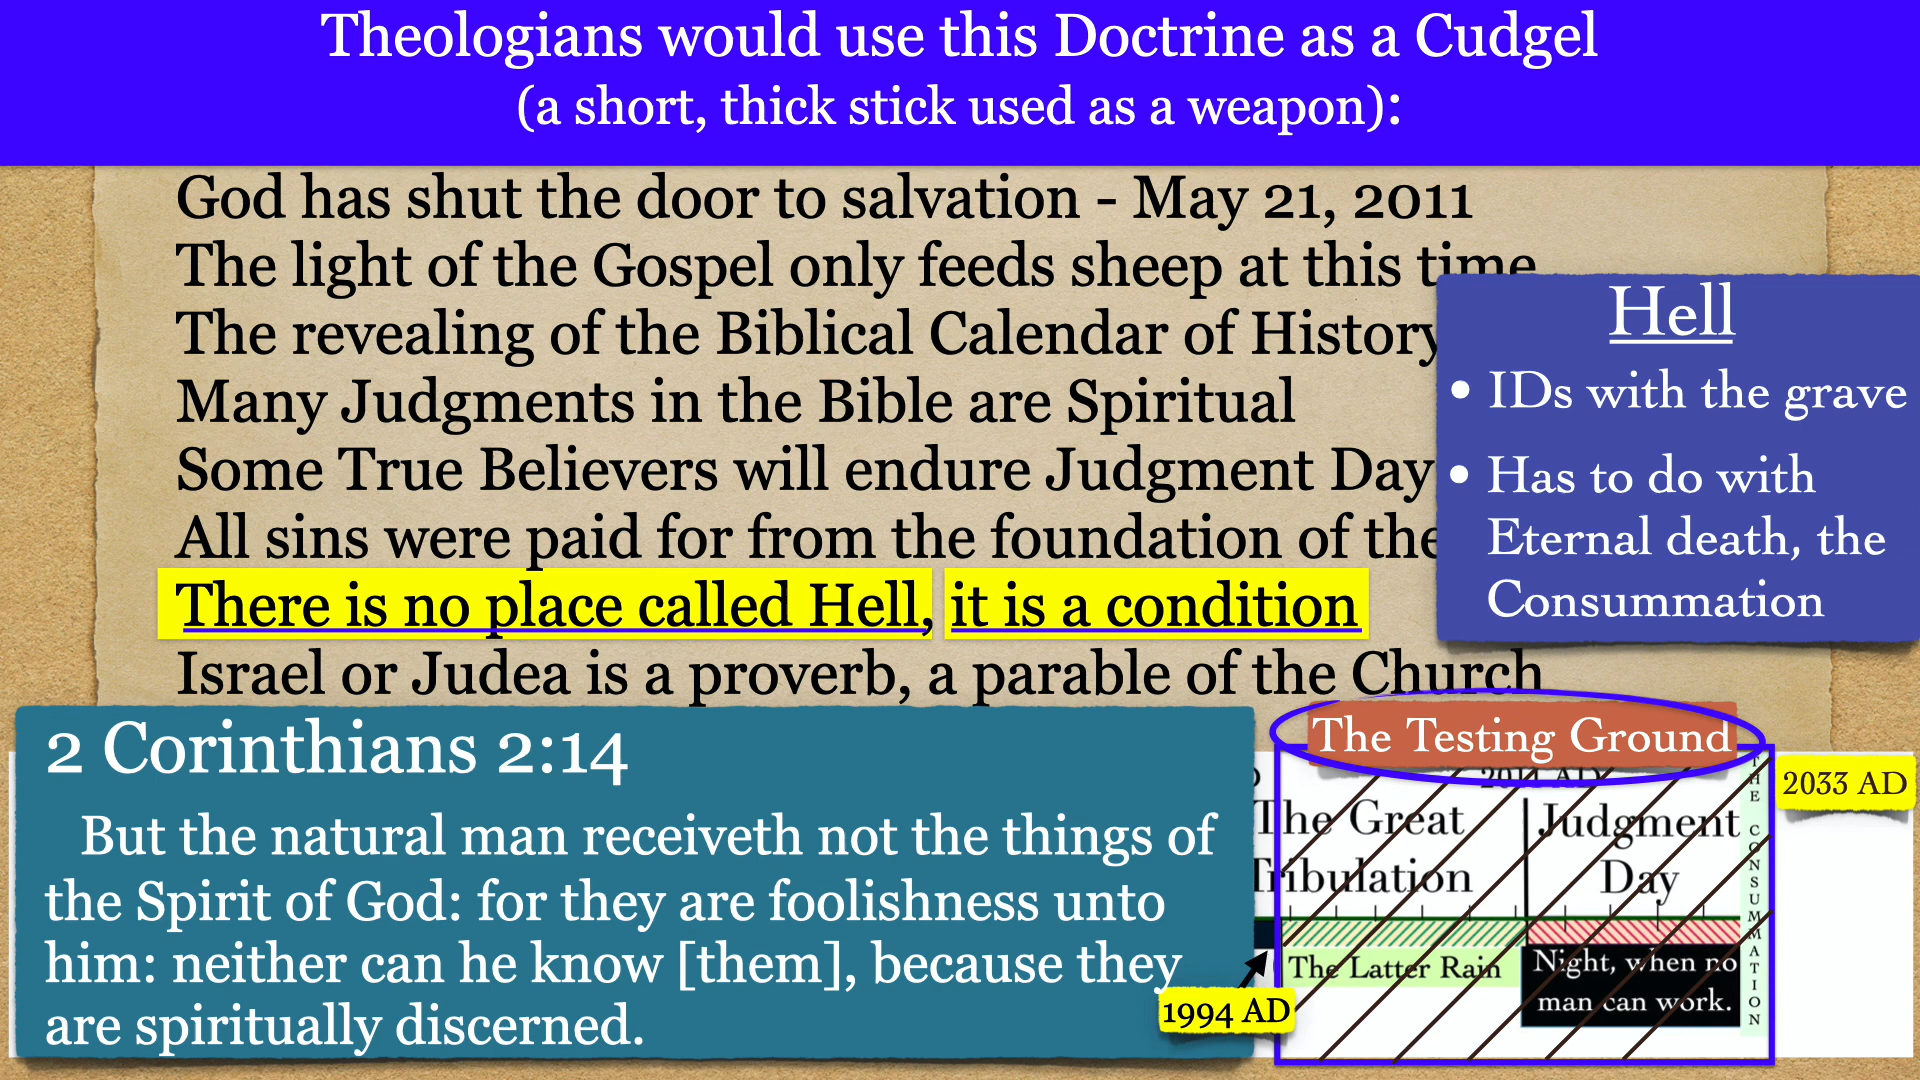 Theologians would use this Doctrine as a Cudgel
(a short, thick stick used as a weapon):
God has shut the door to salvation - May 21, 2011
The light of the Gospel only feeds sheep at this time
The revealing of the Biblical Calendar of History
Many Judgments in the Bible are Spiritual
Some True Believers will endure Judgment Day
All sins were paid for from the foundation of the
There is no place called Hell, it is a condition
Israel or Judea is a proverb, a parable of the Church
Hell
• IDs with the grave
• Has to do with
Eternal death, the
Consummation
2 Corinthians 2:14
But the natural man receiveth not the things of
the Spirit of God: for they are foolishness unto
him: neither can he know [them], because they
are spiritually discerned.
The Testing Ground
2011 AD
The Great
Tribulation
Judgment
Day
THE CONSUMMATION
2033 AD
The Latter Rain
Night, when no
man can work.
1994 AD